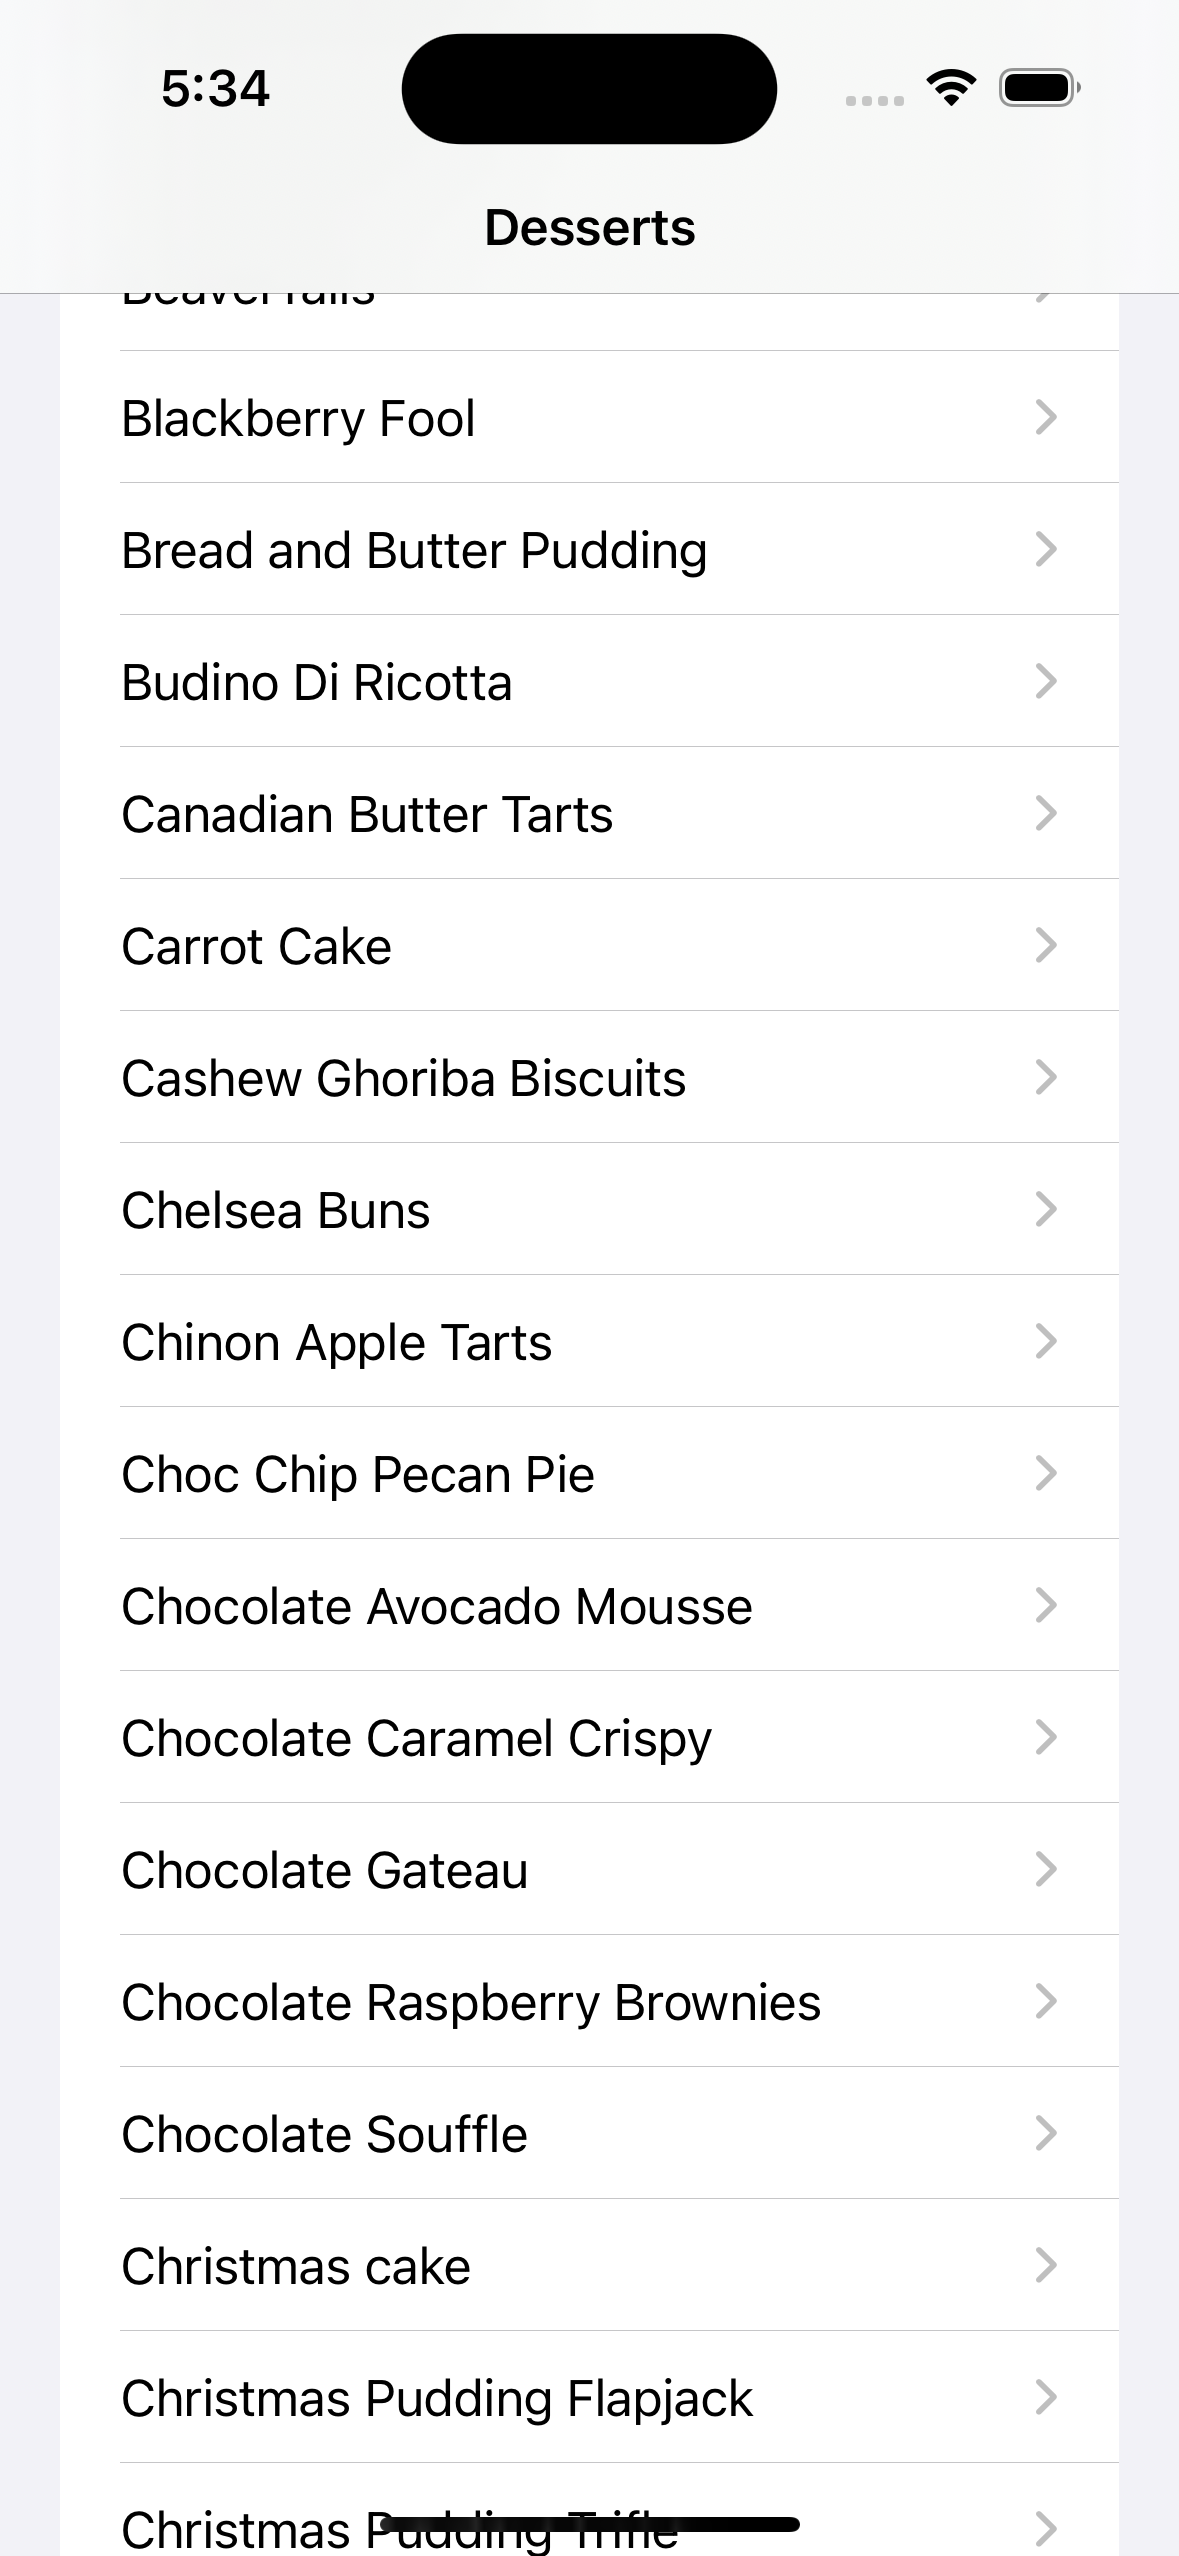 5:34
Desserts
BeaverTails
Blackberry Fool
Bread and Butter Pudding
Budino Di Ricotta
Canadian Butter Tarts
Carrot Cake
Cashew Ghoriba Biscuits
Chelsea Buns
Chinon Apple Tarts
Choc Chip Pecan Pie
Chocolate Avocado Mousse
Chocolate Caramel Crispy
Chocolate Gateau
Chocolate Raspberry Brownies
Chocolate Souffle
Christmas cake
Christmas Pudding Flapjack
Christmas Pudding Trifle